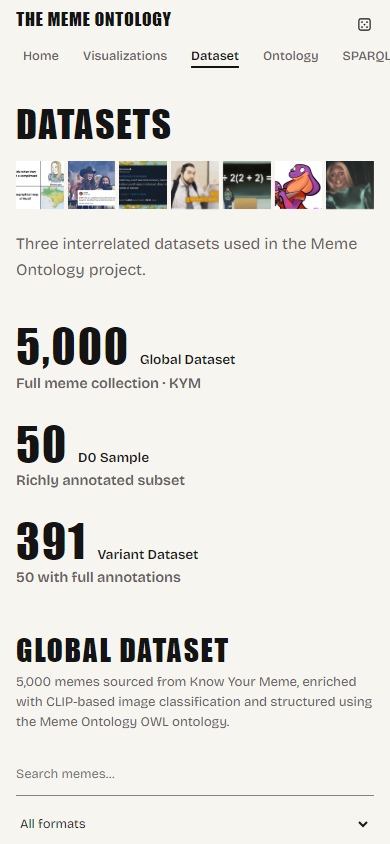 THE MEME ONTOLOGY
Home Visualizations Dataset Ontology SPARQL
DATASETS
÷ 2(2 + 2) =
Three interrelated datasets used in the Meme
Ontology project.
5,000 Global Dataset
Full meme collection · KYM
50 D0 Sample
Richly annotated subset
391 Variant Dataset
50 with full annotations
GLOBAL DATASET
5,000 memes sourced from Know Your Meme, enriched
with CLIP-based image classification and structured using
the Meme Ontology OWL ontology.
Search memes...
All formats